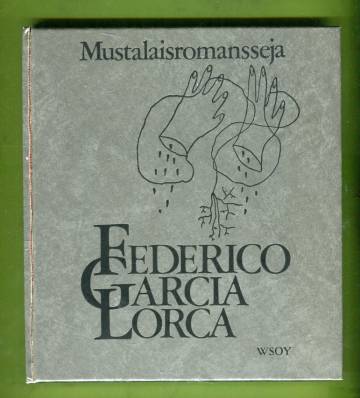 Mustalaisromansseja
FEDERICO
GARCIA
LORCA
WSOY